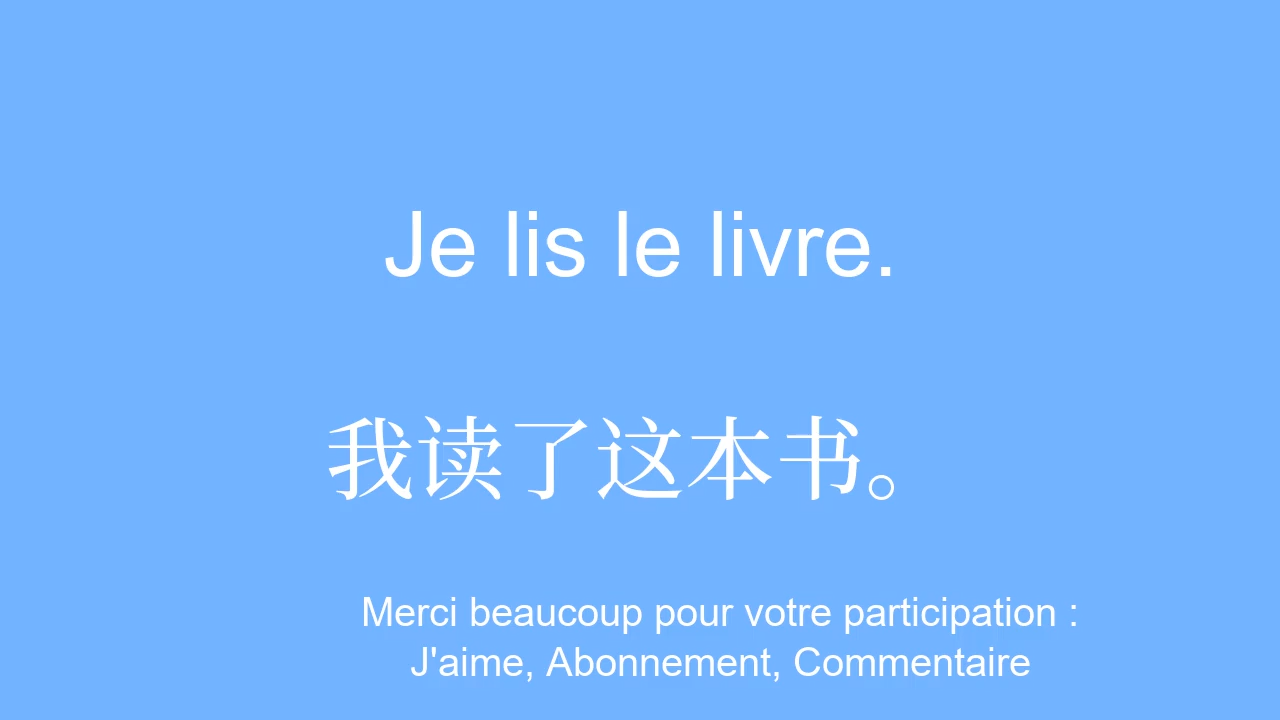 Je lis le livre.
我读了这本书。
Merci beaucoup pour votre participation :
J'aime, Abonnement, Commentaire